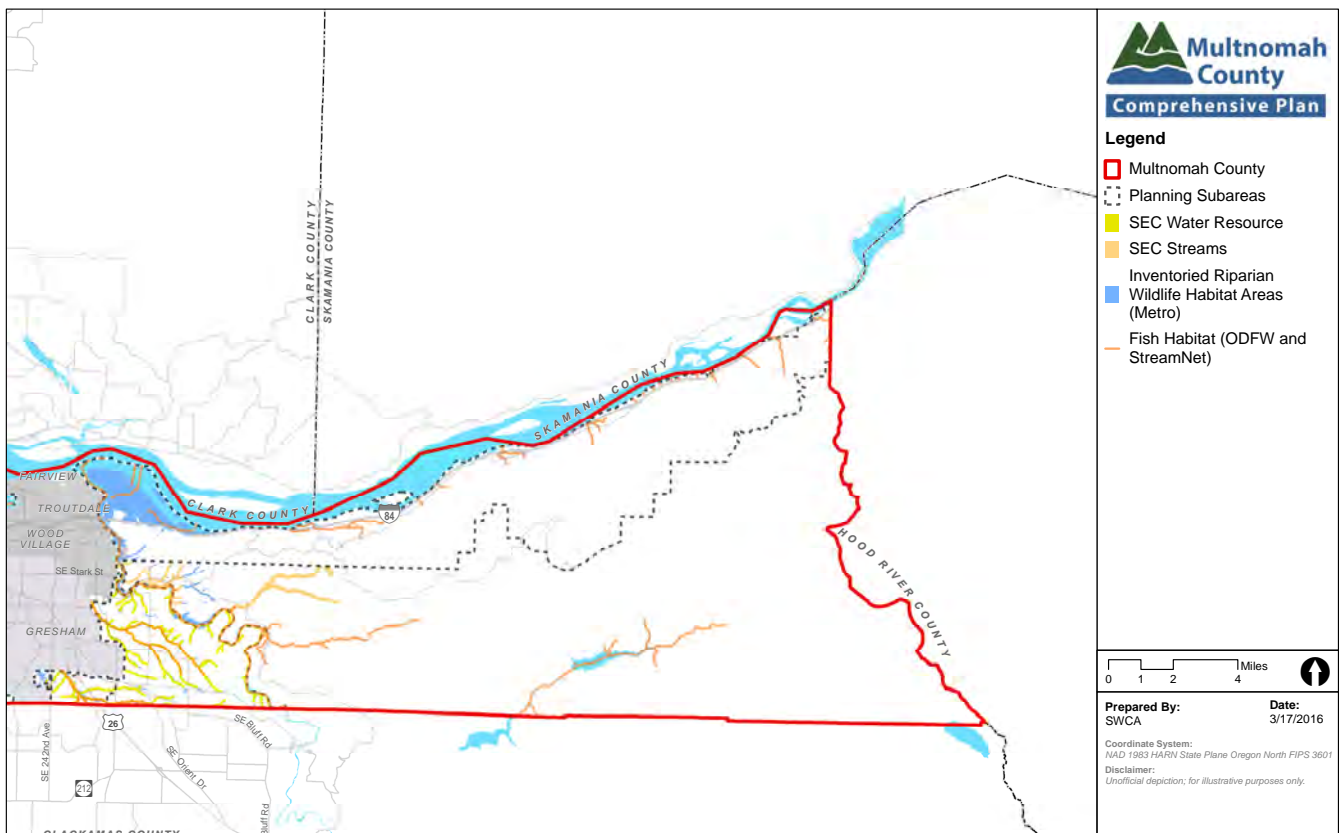 CLARK COUNTY
SKAMANIA COUNTY
SKAMANIA COUNTY
FAIRVIEW
TROUTDALE
CLARK COUNTY
84
WOOD
VILLAGE
SE Stark St
HOOD RIVER COUNTY
GRESHAM
26
SE 242nd Ave
SE Bluff Rd
SE Orient Dr
212
Bluff Rd
CLACKAMAS COUNTY
Multnomah
County
Comprehensive Plan
Legend
Multnomah County
Planning Subareas
SEC Water Resource
SEC Streams
Inventoried Riparian
Wildlife Habitat Areas
(Metro)
Fish Habitat (ODFW and
StreamNet)
Miles
0 1 2 4
Prepared By:
SWCA
Date:
3/17/2016
Coordinate System:
NAD 1983 HARN State Plane Oregon North FIPS 3601
Disclaimer:
Unofficial depiction; for illustrative purposes only.